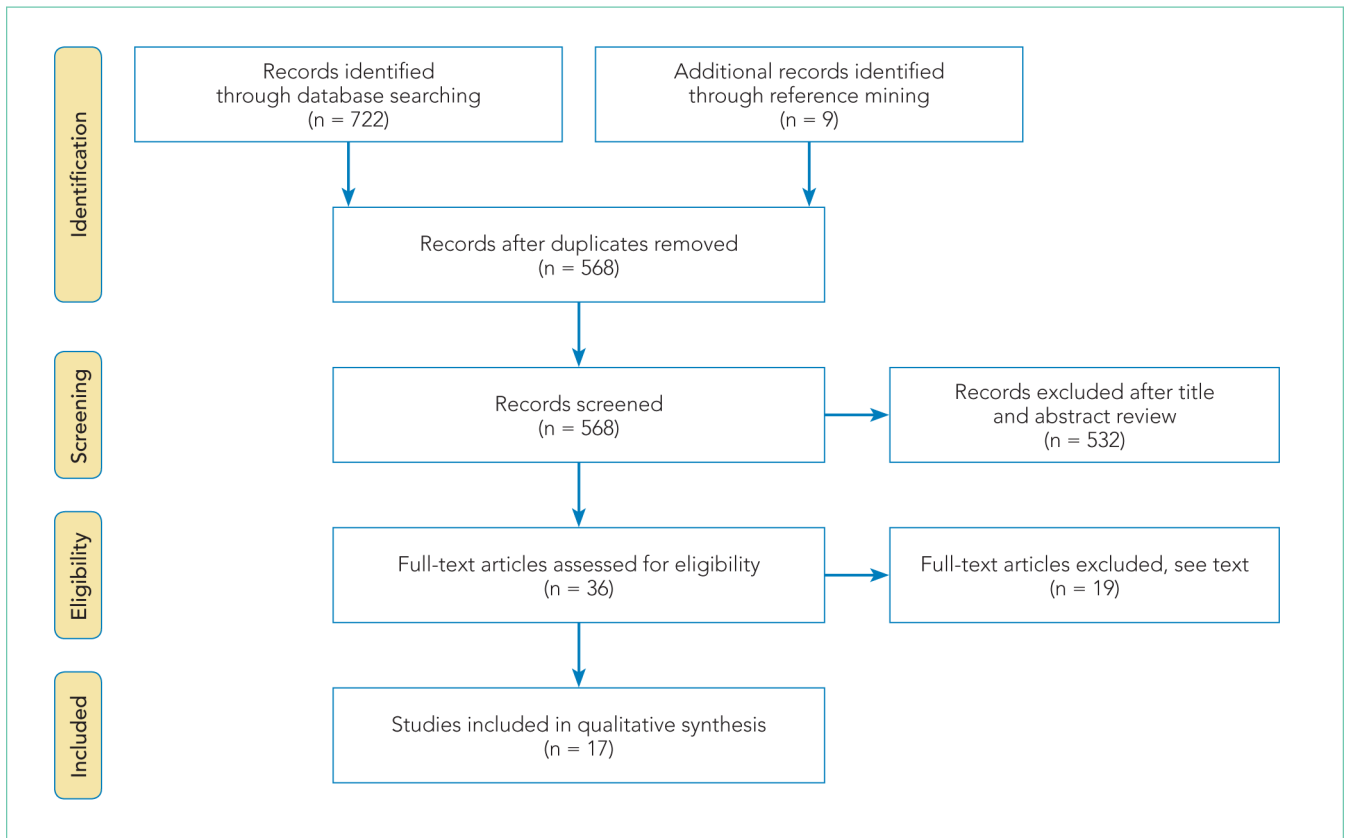 Identification
Records identified
through database searching
(n = 722)
Additional records identified
through reference mining
(n = 9)
Records after duplicates removed
(n = 568)
Screening
Records screened
(n = 568)
Records excluded after title
and abstract review
(n = 532)
Eligibility
Full-text articles assessed for eligibility
(n = 36)
Full-text articles excluded, see text
(n = 19)
Included
Studies included in qualitative synthesis
(n = 17)